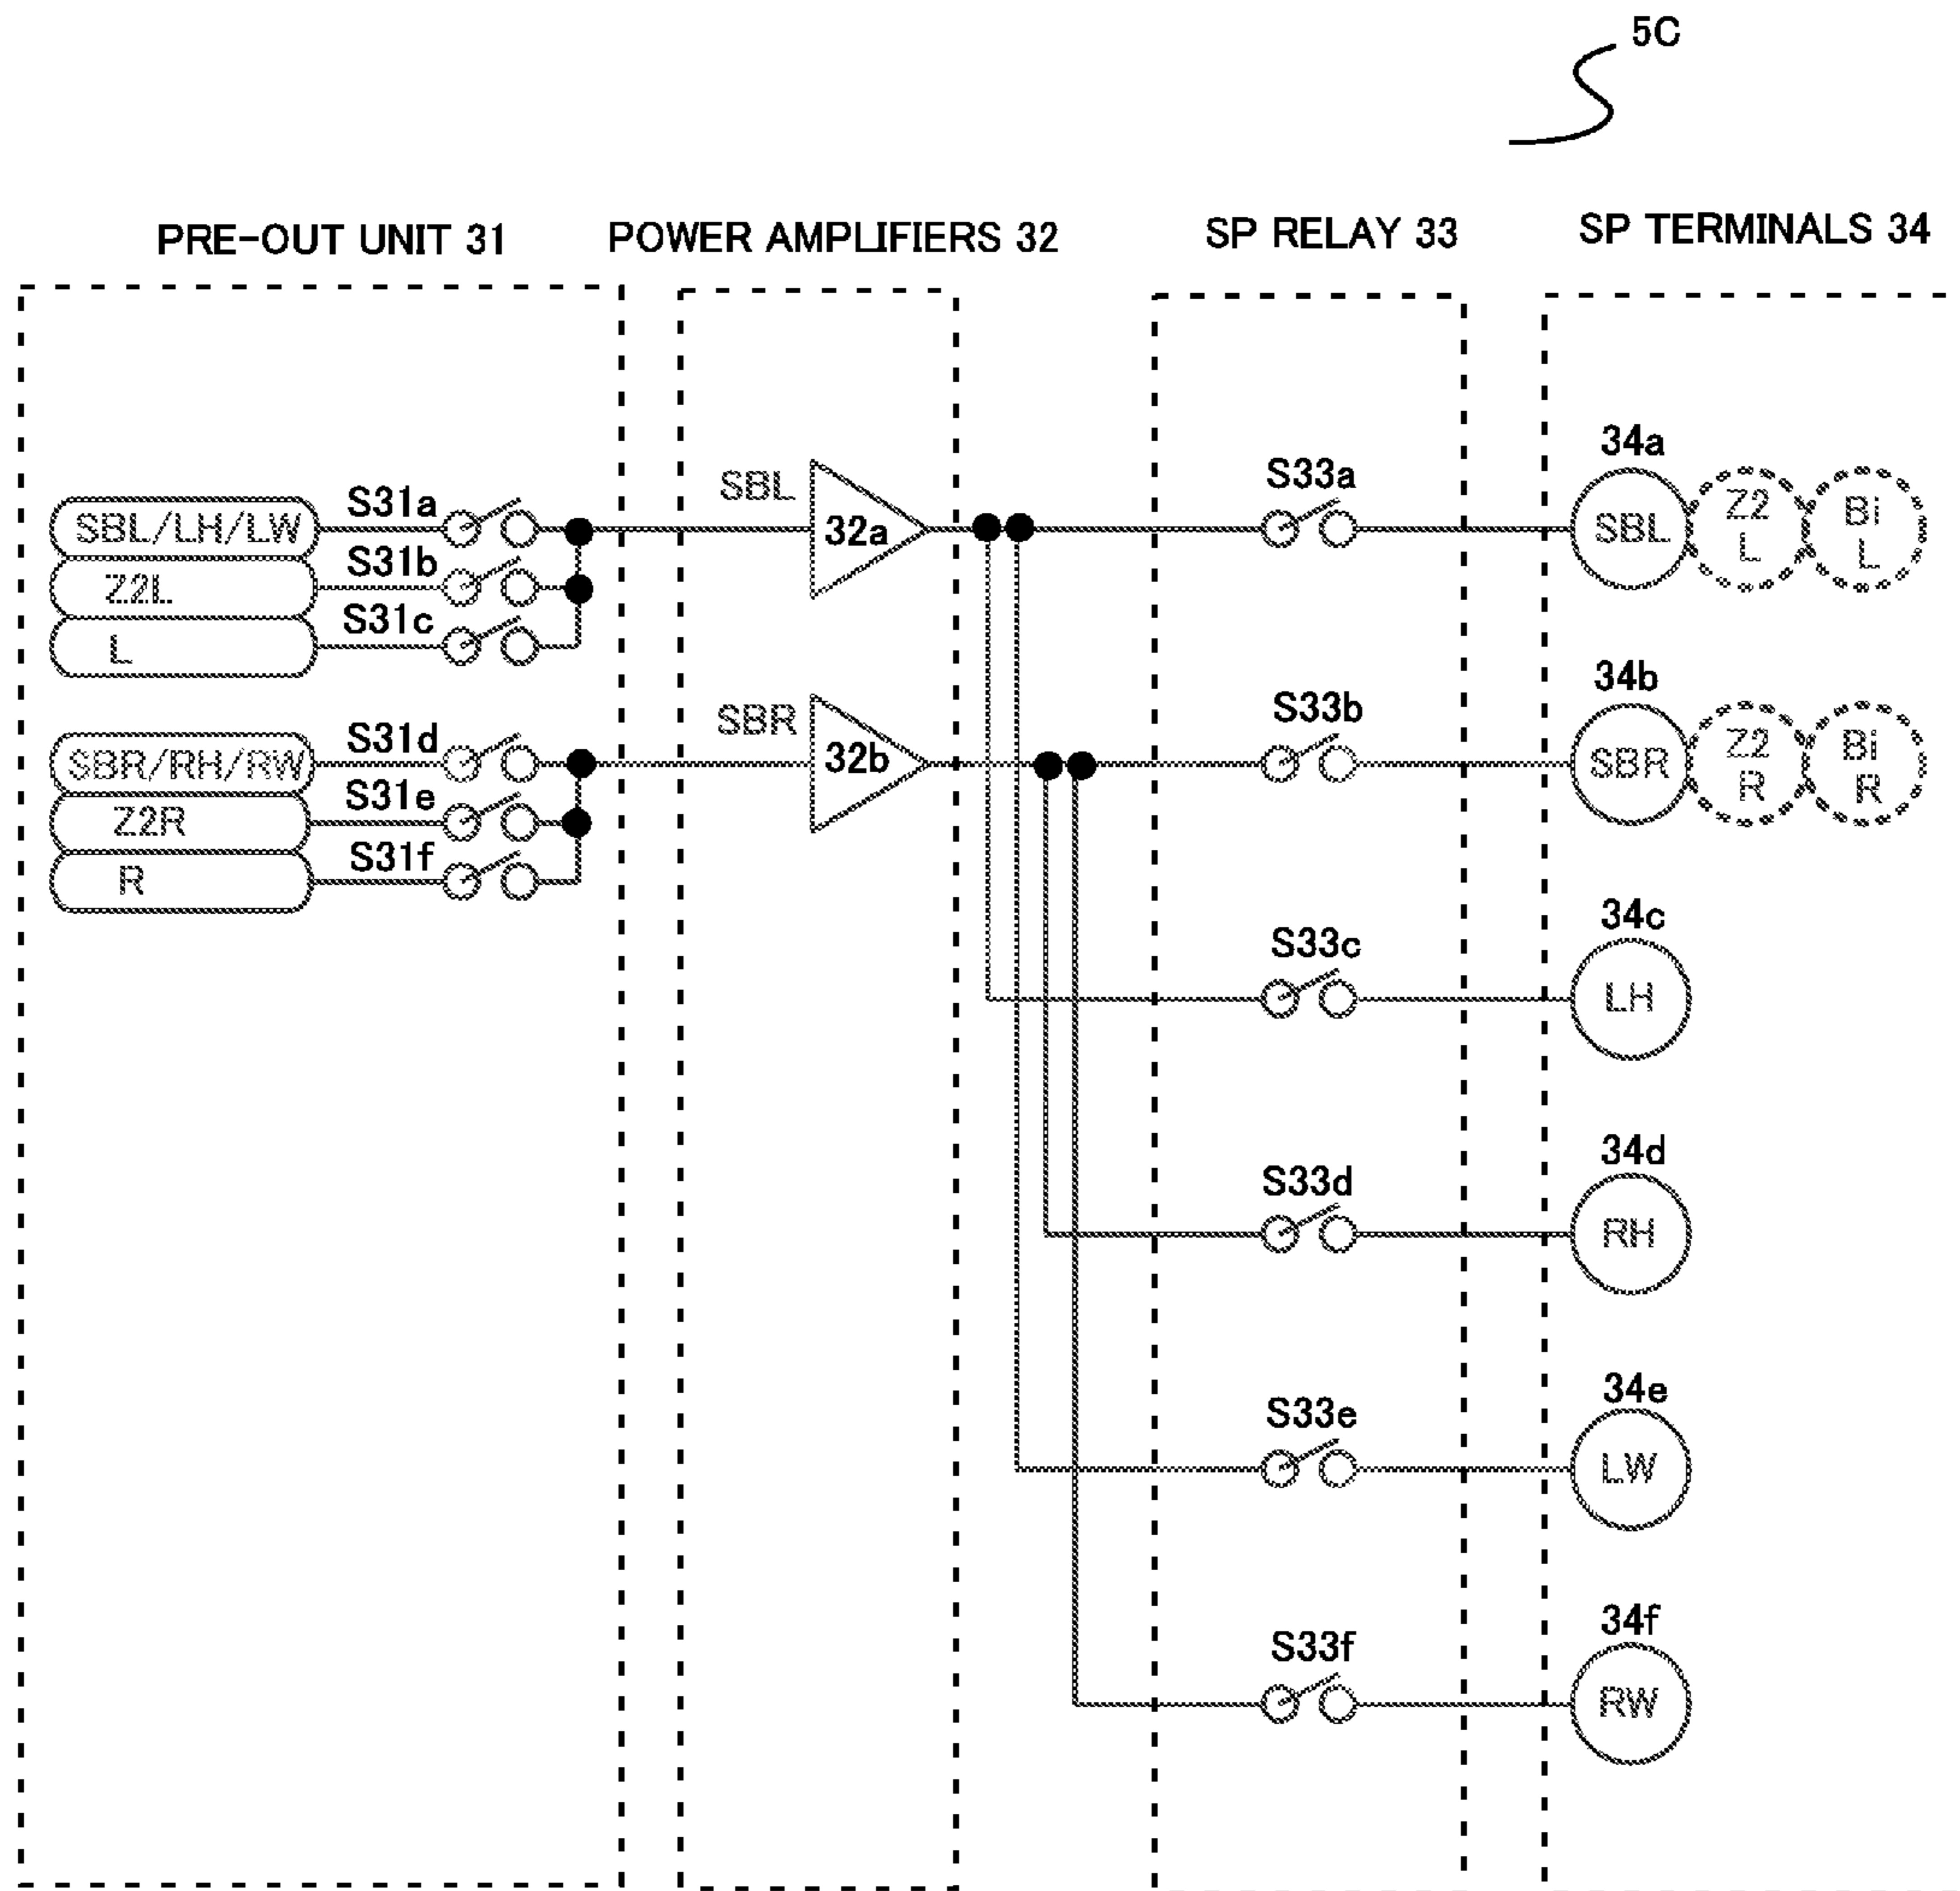 5C
PRE-OUT UNIT 31
POWER AMPLIFIERS 32
SP RELAY 33
SP TERMINALS 34
SBL/LH/LW
S31a
Z2L
S31b
L
S31c
SBR/RH/RW
S31d
Z2R
S31e
R
S31f
SBL
32a
SBR
32b
S33a
S33b
S33c
S33d
S33e
S33f
34a
SBL
Z2
L
Bi
L
34b
SBR
Z2
R
Bi
R
34c
LH
34d
RH
34e
LW
34f
RW